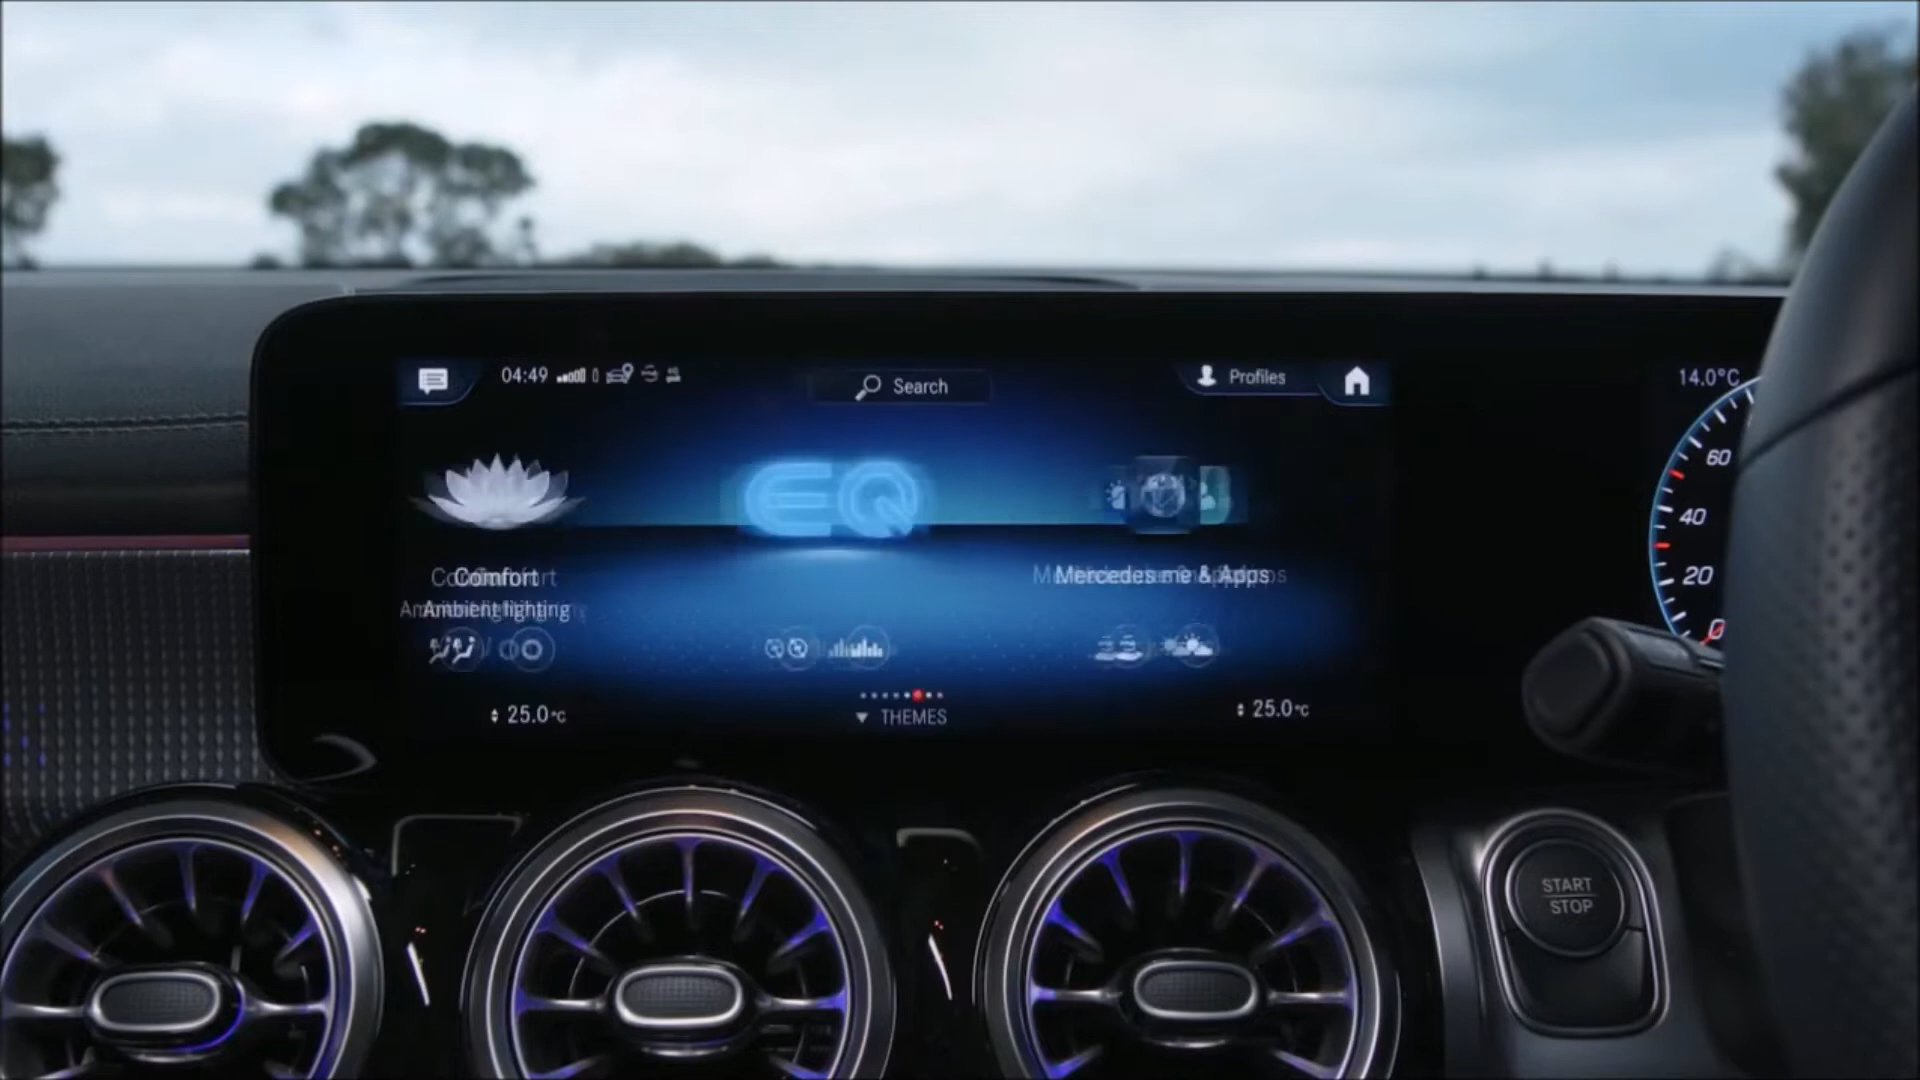 04:49
Search
Profiles
14.0°C
EQ
60
40
20
0
Comfort
Mercedes me & Apps
Ambient lighting
25.0°C
THEMES
25.0°C
START
STOP